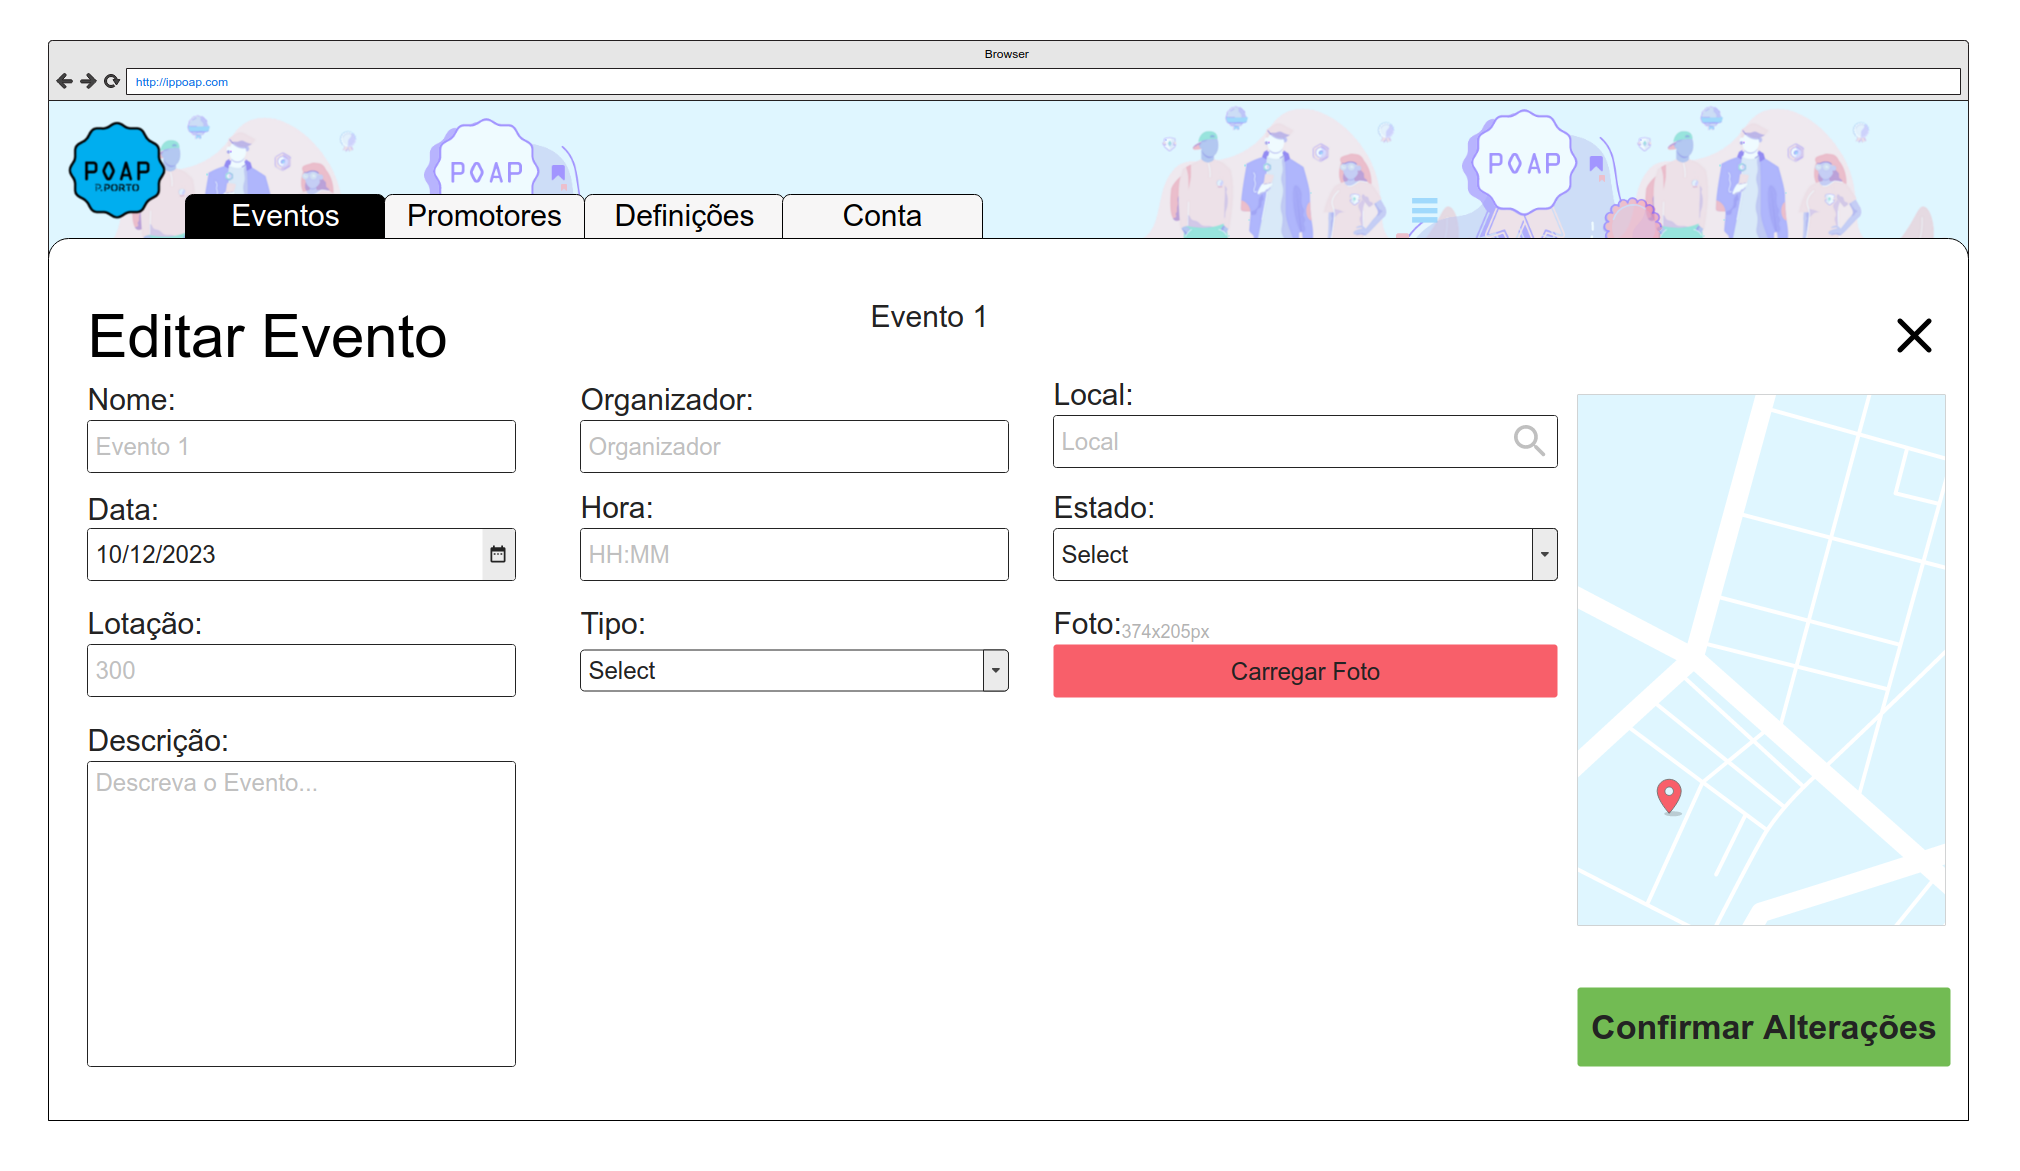 Browser
http://ippoap.com
POAP
P.PORTO
POAP
POAP
Eventos
Promotores
Definições
Conta
Editar Evento
Evento 1
Nome:
Evento 1
Organizador:
Organizador
Local:
Local
Data:
10/12/2023
Hora:
HH:MM
Estado:
Select
Lotação:
300
Tipo:
Select
Foto:374x205px
Carregar Foto
Descrição:
Descreva o Evento...
Confirmar Alterações